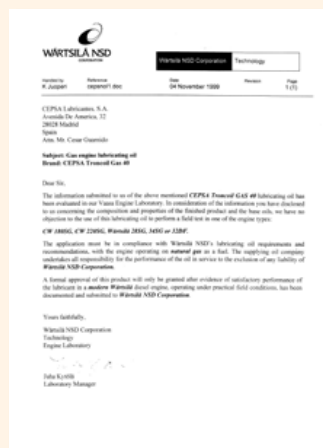 WÄRTSILÄ NSD
CORPORATION
Wärtsilä NSD Corporation Technology
Handled by Reference Date Revision Page
K Juoperi cepsnol1.doc 04 November 1999 1(1)
CEPSA Lubricantes, S.A.
Avenida De America, 32
28028 Madrid
Spain
Attn. Mr. Cesar Guarnido
Subject: Gas engine lubricating oil
Brand: CEPSA Troncoil Gas 40
Dear Sir,
The information submitted to us of the above mentioned CEPSA Troncoil GAS 40 lubricating oil has
been evaluated in our Vaasa Engine Laboratory. In consideration of the information you have disclosed
to us concerning the composition and properties of the finished product and the base oils, we have no
objection to the use of this lubricating oil to perform a field test in one of the engine types:
CW 180SG, CW 220SG, Wärtsilä 28SG, 34SG or 32DF.
The application must be in compliance with Wärtsilä NSD's lubricating oil requirements and
recommendations, with the engine operating on natural gas as a fuel. The supplying oil company
undertakes all responsibility for the performance of the oil in service to the exclusion of any liability of
Wärtsilä NSD Corporation.
A formal approval of this product will only be granted after evidence of satisfactory performance of
the lubricant in a modern Wärtsilä diesel engine, operating under practical field conditions, has been
documented and submitted to Wärtsilä NSD Corporation.
Yours faithfully,
Wärtsilä NSD Corporation
Technology
Engine Laboratory
Juha Kytölä
Laboratory Manager